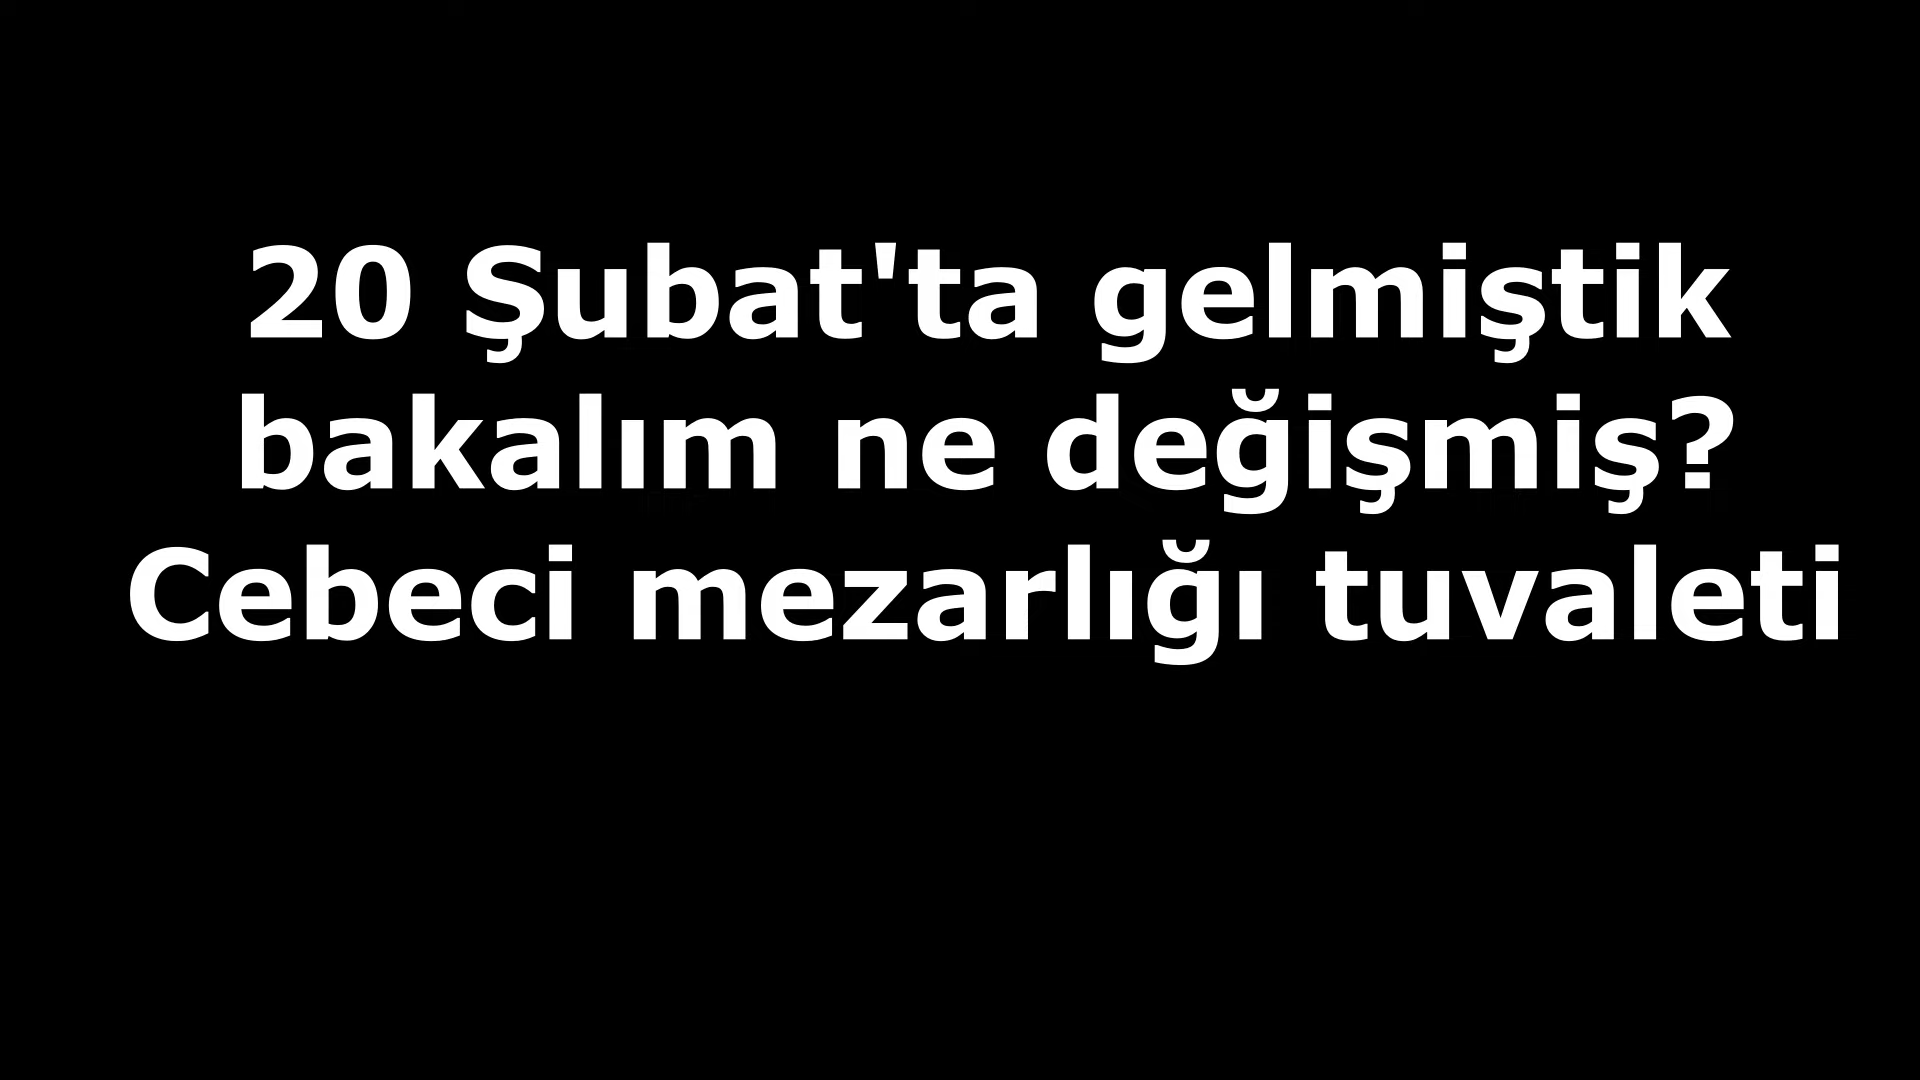 20 Şubat'ta gelmiştik
bakalım ne değişmiş?
Cebeci mezarlığı tuvaleti